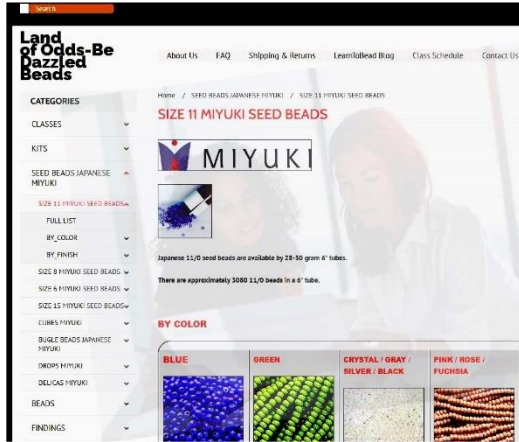 Search
Land
of Odds-Be
Dazzled
Beads
About Us
FAQ
Shipping & Returns
LearnToBead Blog
Class Schedule
Contact Us
CATEGORIES
CLASSES
KITS
SEED BEADS JAPANESE
MIYUKI
SIZE 11 MIYUKI SEED BEADS
FULL LIST
BY_COLOR
BY_FINISH
SIZE 8 MIYUKI SEED BEADS
SIZE 6 MIYUKI SEED BEADS
SIZE 15 MIYUKI SEED BEADS
CUBES MIYUKI
BUGLE BEADS JAPANESE
MIYUKI
DROPS MIYUKI
DELICAS MIYUKI
BEADS
FINDINGS
Home / SEED BEADS JAPANESE MIYUKI / SIZE 11 MIYUKI SEED BEADS
SIZE 11 MIYUKI SEED BEADS
MIYUKI
Japanese 11/0 seed beads are available by 28-30 gram 6" tubes.
There are approximately 3080 11/0 beads in a 6" tube.
BY COLOR
BLUE
GREEN
CRYSTAL / GRAY /
SILVER / BLACK
PINK / ROSE /
FUCHSIA